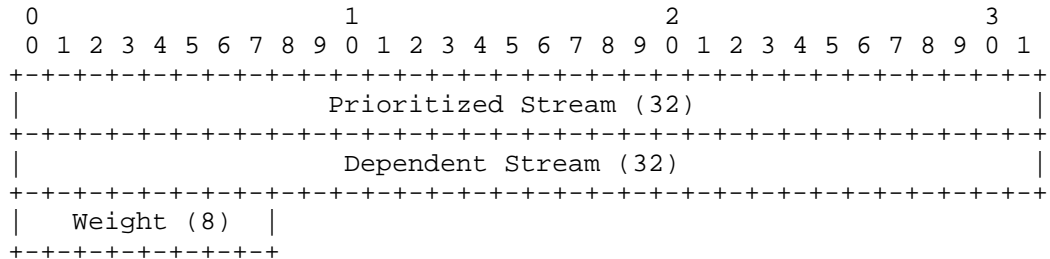 0                   1                   2                   3
 0 1 2 3 4 5 6 7 8 9 0 1 2 3 4 5 6 7 8 9 0 1 2 3 4 5 6 7 8 9 0 1
+-+-+-+-+-+-+-+-+-+-+-+-+-+-+-+-+-+-+-+-+-+-+-+-+-+-+-+-+-+-+-+-+
|                   Prioritized Stream (32)                     |
+-+-+-+-+-+-+-+-+-+-+-+-+-+-+-+-+-+-+-+-+-+-+-+-+-+-+-+-+-+-+-+-+
|                    Dependent Stream (32)                      |
+-+-+-+-+-+-+-+-+-+-+-+-+-+-+-+-+-+-+-+-+-+-+-+-+-+-+-+-+-+-+-+-+
|   Weight (8)  |
+-+-+-+-+-+-+-+-+